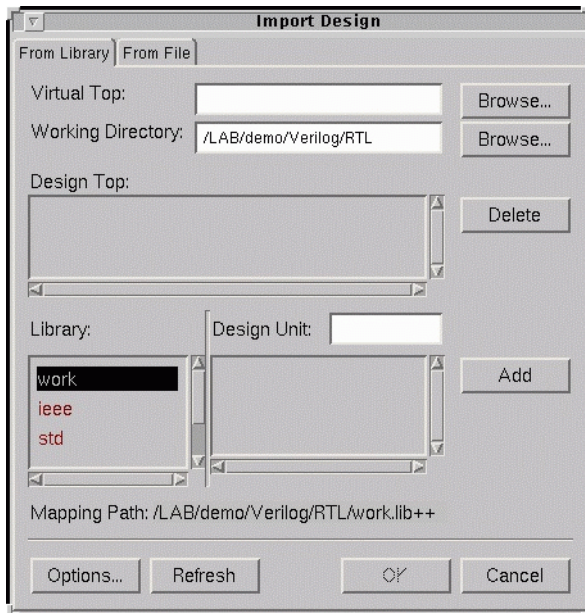 Import Design
From Library From File
Virtual Top: Browse...
Working Directory: /LAB/demo/Verilog/RTL Browse...
Design Top:
Delete
Library: Design Unit:
work
ieee
std
Add
Mapping Path: /LAB/demo/Verilog/RTL/work.lib++
Options... Refresh OK Cancel